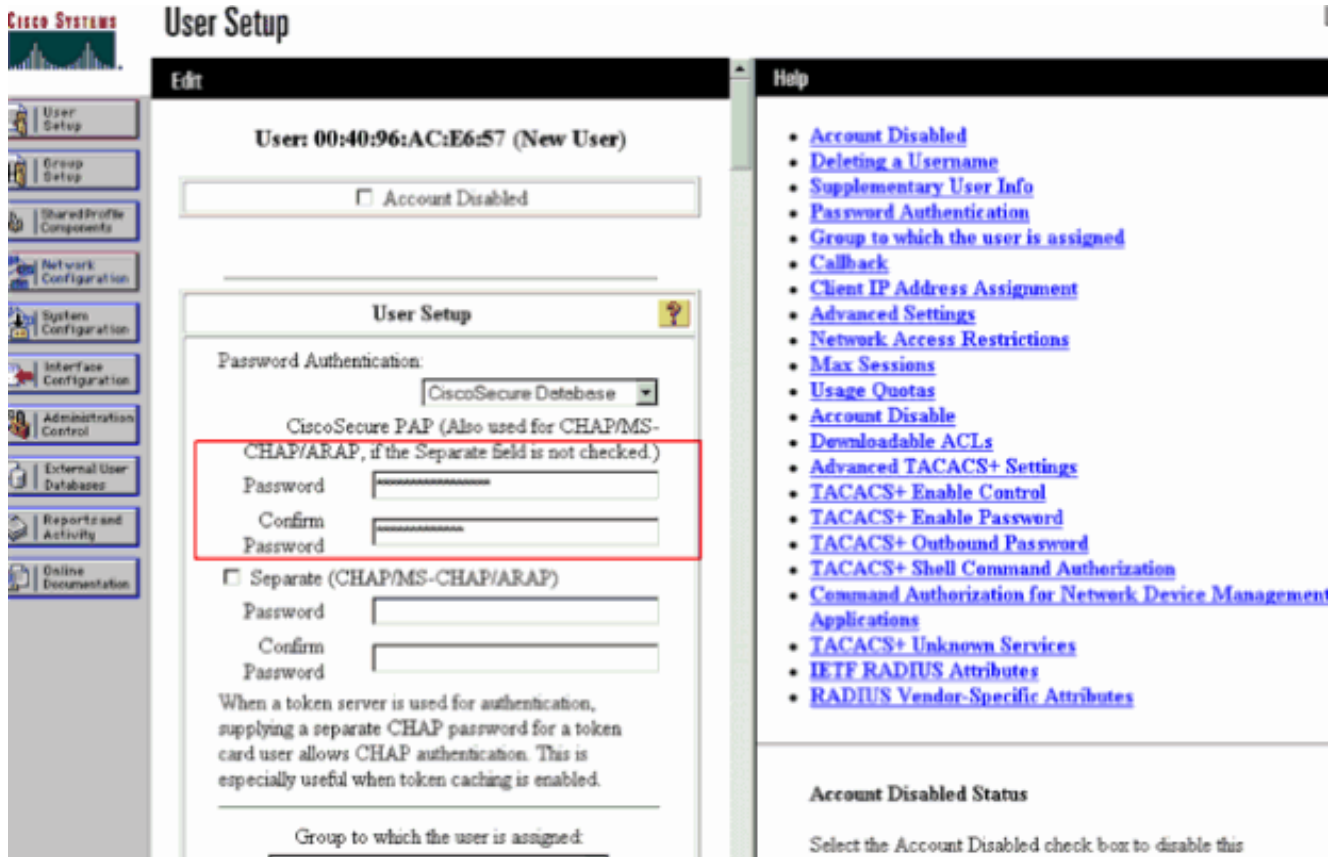 CISCO SYSTEMS
User Setup
Edit
Help
User
Setup
Group
Setup
Shared Profile
Components
Network
Configuration
System
Configuration
Interface
Configuration
Administration
Control
External User
Databases
Reports and
Activity
Online
Documentation
User: 00:40:96:AC:E6:57 (New User)
Account Disabled
User Setup
?
Password Authentication:
CiscoSecure Database
CiscoSecure PAP (Also used for CHAP/MS-
CHAP/ARAP, if the Separate field is not checked.)
Password
Confirm
Password
Separate (CHAP/MS-CHAP/ARAP)
Password
Confirm
Password
When a token server is used for authentication,
supplying a separate CHAP password for a token
card user allows CHAP authentication. This is
especially useful when token caching is enabled.
Group to which the user is assigned:
Account Disabled
Deleting a Username
Supplementary User Info
Password Authentication
Group to which the user is assigned
Callback
Client IP Address Assignment
Advanced Settings
Network Access Restrictions
Max Sessions
Usage Quotas
Account Disable
Downloadable ACLs
Advanced TACACS+ Settings
TACACS+ Enable Control
TACACS+ Enable Password
TACACS+ Outbound Password
TACACS+ Shell Command Authorization
Command Authorization for Network Device Management
Applications
TACACS+ Unknown Services
IETF RADIUS Attributes
RADIUS Vendor-Specific Attributes
Account Disabled Status
Select the Account Disabled check box to disable this